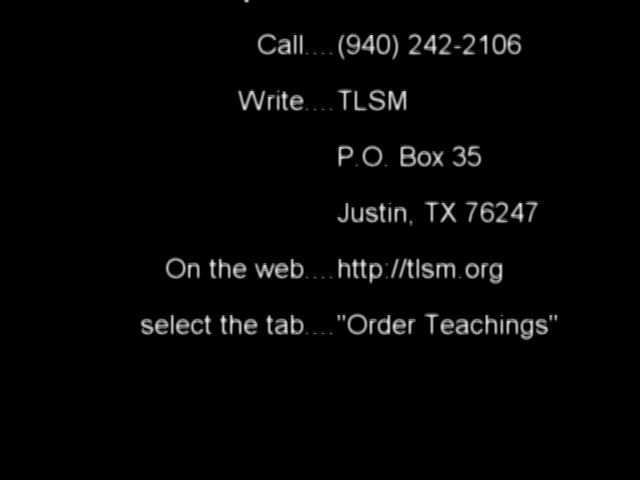 Call....(940) 242-2106
Write....TLSM
P.O. Box 35
Justin, TX 76247
On the web....http://tlsm.org
select the tab...."Order Teachings"